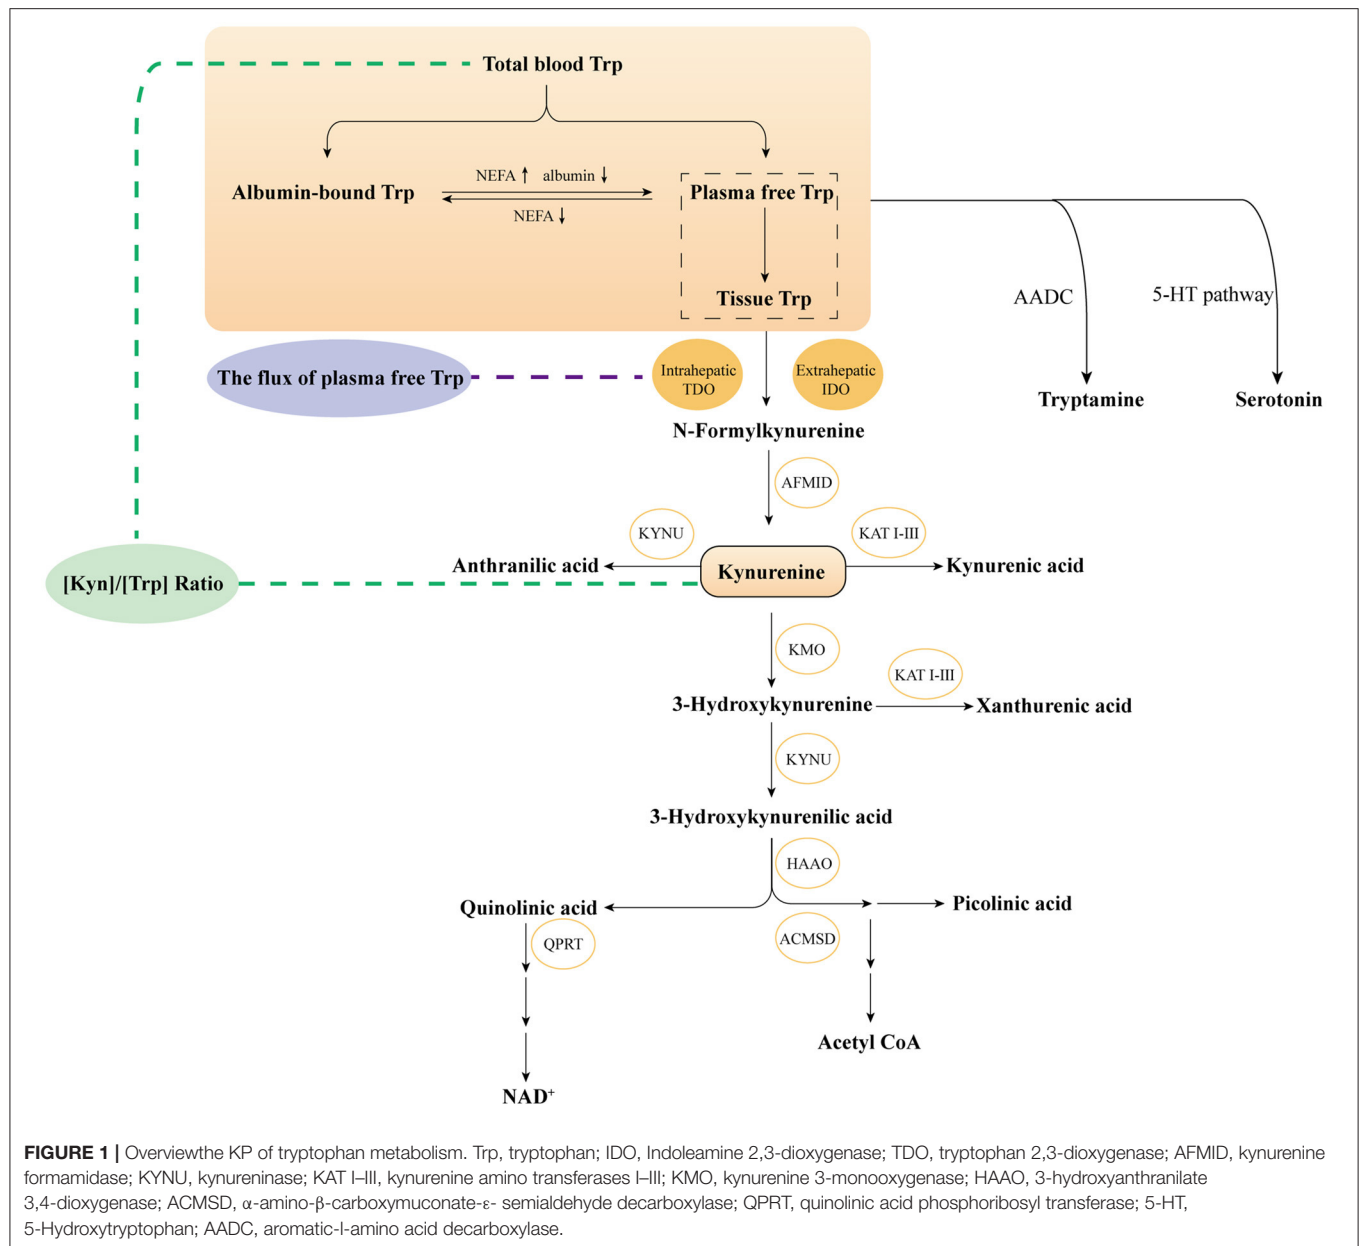 Total blood Trp
Albumin-bound Trp
NEFA ↑ albumin ↓
NEFA ↓
Plasma free Trp
Tissue Trp
AADC
5-HT pathway
The flux of plasma free Trp
Intrahepatic
TDO
Extrahepatic
IDO
Tryptamine
Serotonin
N-Formylkynurenine
AFMID
KYNU
KAT I-III
Anthranilic acid
Kynurenine
Kynurenic acid
[Kyn]/[Trp] Ratio
KMO
KAT I-III
3-Hydroxykynurenine
Xanthurenic acid
KYNU
3-Hydroxykynurenilic acid
HAAO
Quinolinic acid
Picolinic acid
QPRT
ACMSD
Acetyl CoA
NAD⁺
FIGURE 1 | Overviewthe KP of tryptophan metabolism. Trp, tryptophan; IDO, Indoleamine 2,3-dioxygenase; TDO, tryptophan 2,3-dioxygenase; AFMID, kynurenine
formamidase; KYNU, kynureninase; KAT I–III, kynurenine amino transferases I–III; KMO, kynurenine 3-monooxygenase; HAAO, 3-hydroxyanthranilate
3,4-dioxygenase; ACMSD, α-amino-β-carboxymuconate-ε- semialdehyde decarboxylase; QPRT, quinolinic acid phosphoribosyl transferase; 5-HT,
5-Hydroxytryptophan; AADC, aromatic-l-amino acid decarboxylase.